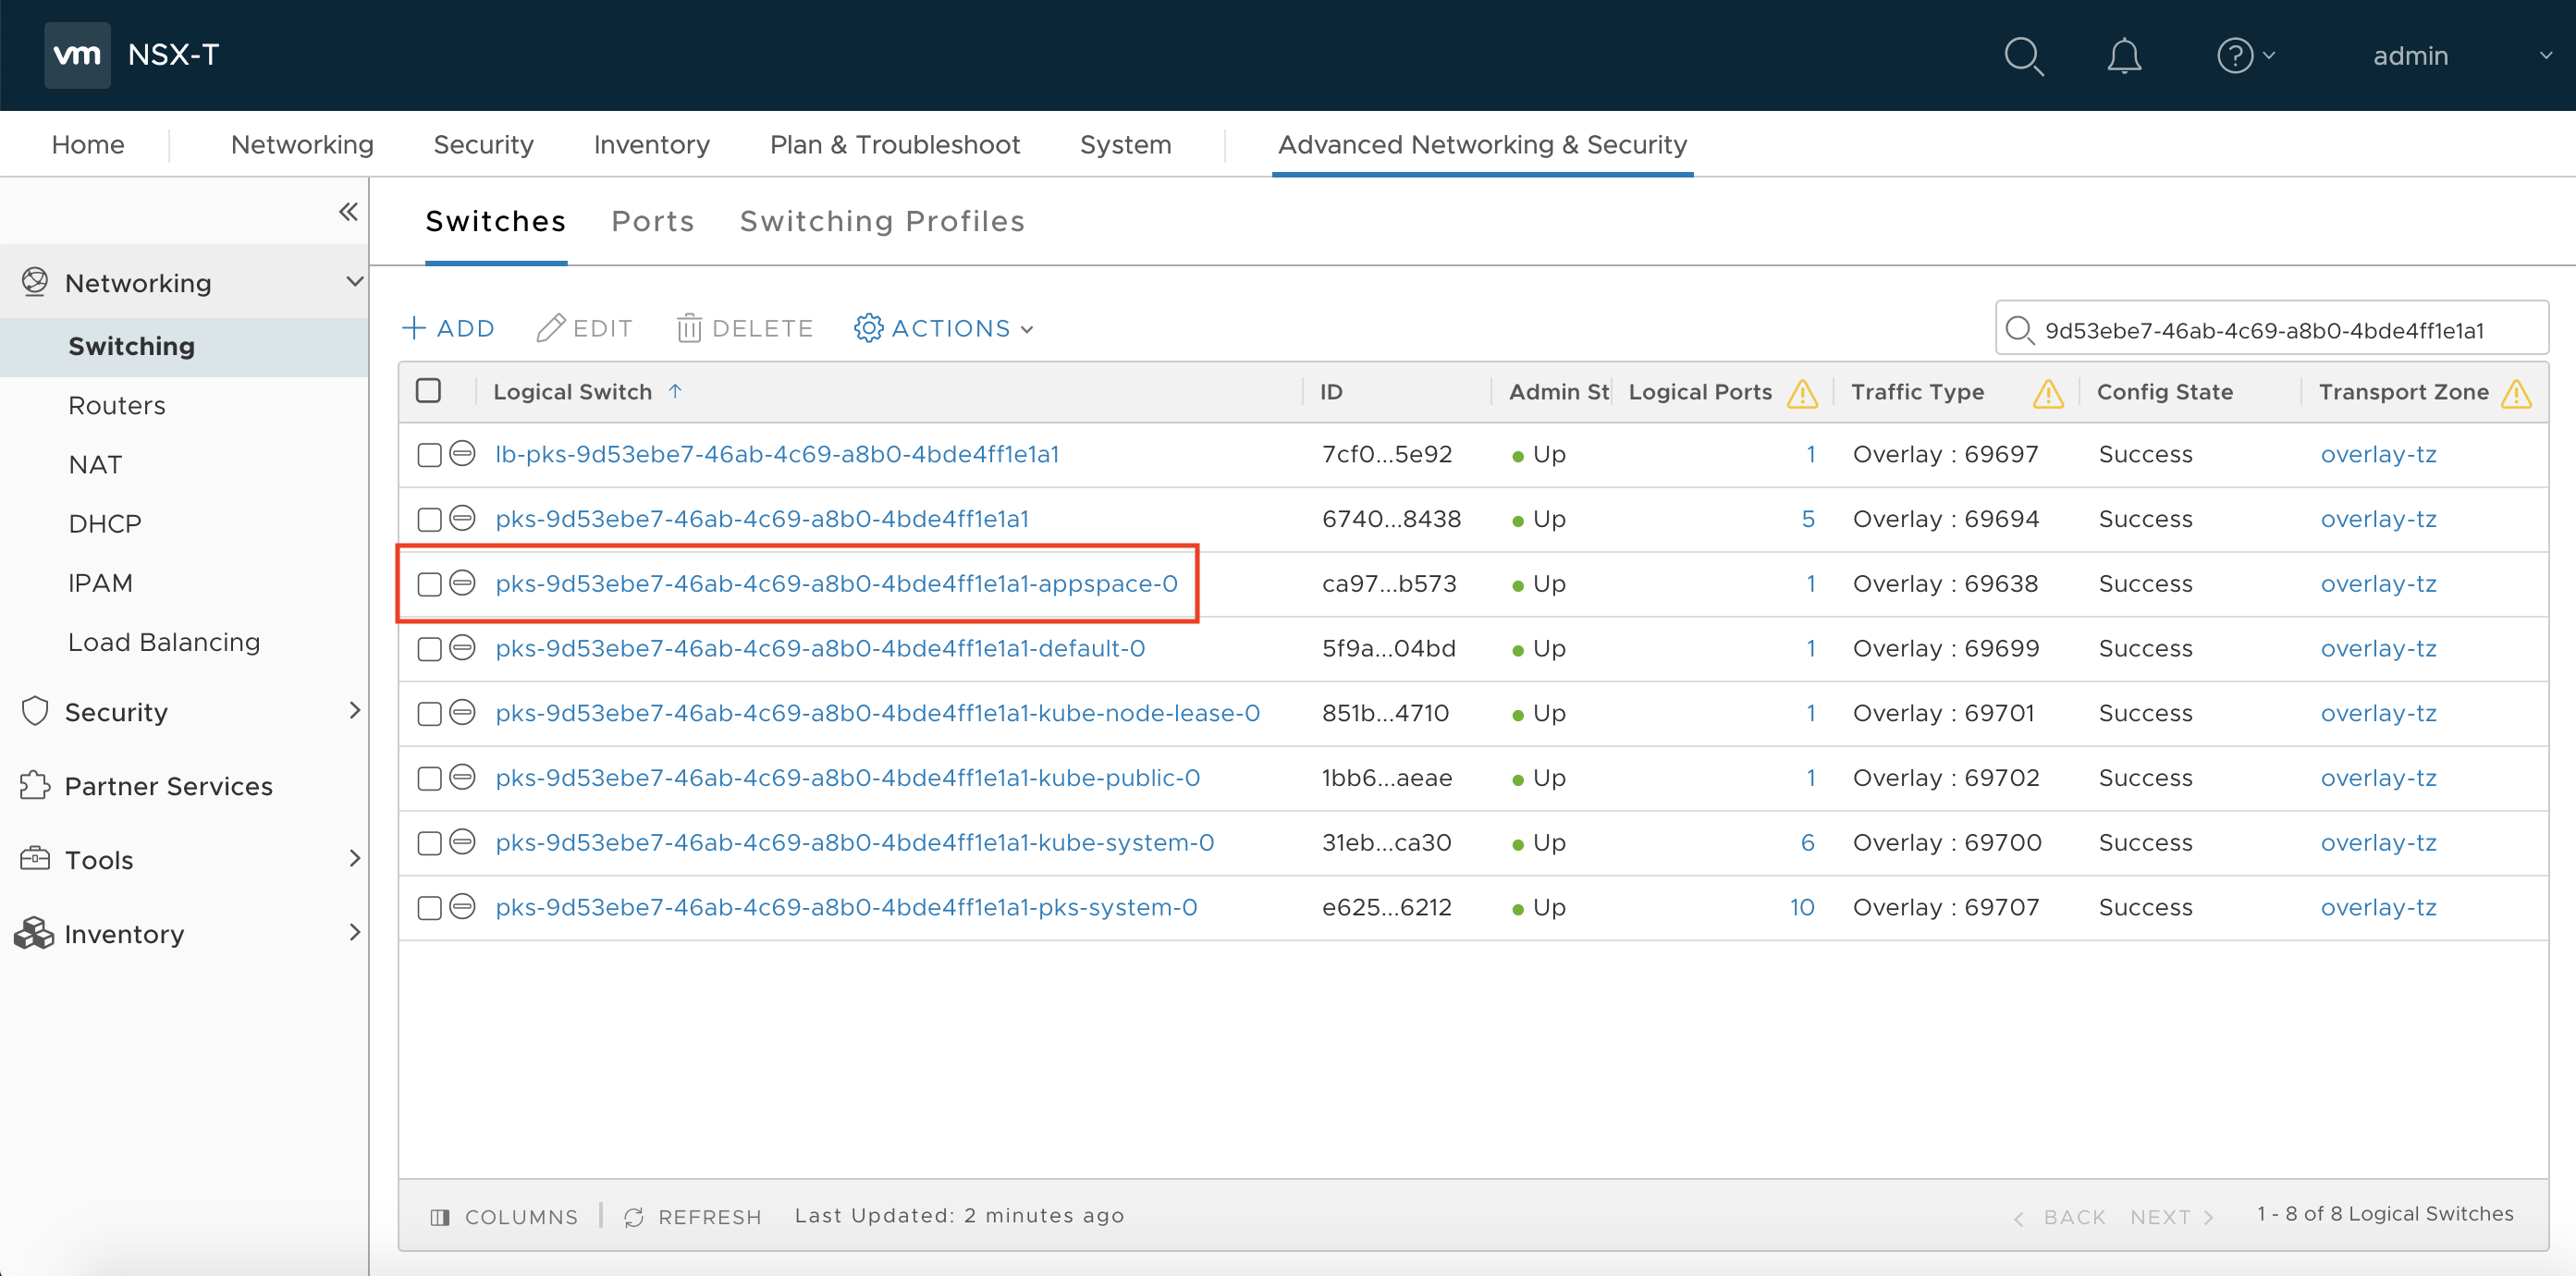 vm NSX-T admin
Home Networking Security Inventory Plan & Troubleshoot System Advanced Networking & Security
Switches Ports Switching Profiles
Networking
Switching
Routers
NAT
DHCP
IPAM
Load Balancing
Security
Partner Services
Tools
Inventory
ADD EDIT DELETE ACTIONS 9d53ebe7-46ab-4c69-a8b0-4bde4ff1e1a1
Logical Switch ID Admin St Logical Ports Traffic Type Config State Transport Zone
lb-pks-9d53ebe7-46ab-4c69-a8b0-4bde4ff1e1a1 7cf0...5e92 Up 1 Overlay : 69697 Success overlay-tz
pks-9d53ebe7-46ab-4c69-a8b0-4bde4ff1e1a1 6740...8438 Up 5 Overlay : 69694 Success overlay-tz
pks-9d53ebe7-46ab-4c69-a8b0-4bde4ff1e1a1-appspace-0 ca97...b573 Up 1 Overlay : 69638 Success overlay-tz
pks-9d53ebe7-46ab-4c69-a8b0-4bde4ff1e1a1-default-0 5f9a...04bd Up 1 Overlay : 69699 Success overlay-tz
pks-9d53ebe7-46ab-4c69-a8b0-4bde4ff1e1a1-kube-node-lease-0 851b...4710 Up 1 Overlay : 69701 Success overlay-tz
pks-9d53ebe7-46ab-4c69-a8b0-4bde4ff1e1a1-kube-public-0 1bb6...aeae Up 1 Overlay : 69702 Success overlay-tz
pks-9d53ebe7-46ab-4c69-a8b0-4bde4ff1e1a1-kube-system-0 31eb...ca30 Up 6 Overlay : 69700 Success overlay-tz
pks-9d53ebe7-46ab-4c69-a8b0-4bde4ff1e1a1-pks-system-0 e625...6212 Up 10 Overlay : 69707 Success overlay-tz
COLUMNS REFRESH Last Updated: 2 minutes ago BACK NEXT 1 - 8 of 8 Logical Switches